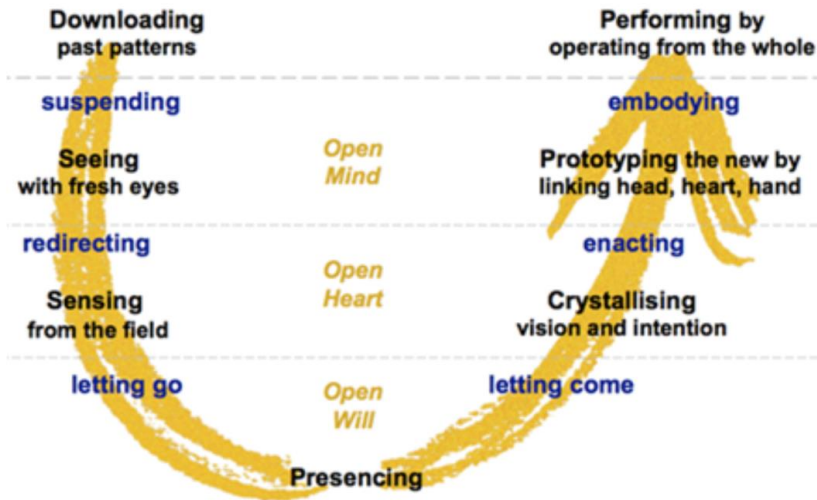 Downloading
past patterns
suspending
Seeing
with fresh eyes
redirecting
Sensing
from the field
letting go
Open
Mind
Open
Heart
Open
Will
Presencing
Performing by
operating from the whole
embodying
Prototyping the new by
linking head, heart, hand
enacting
Crystallising
vision and intention
letting come